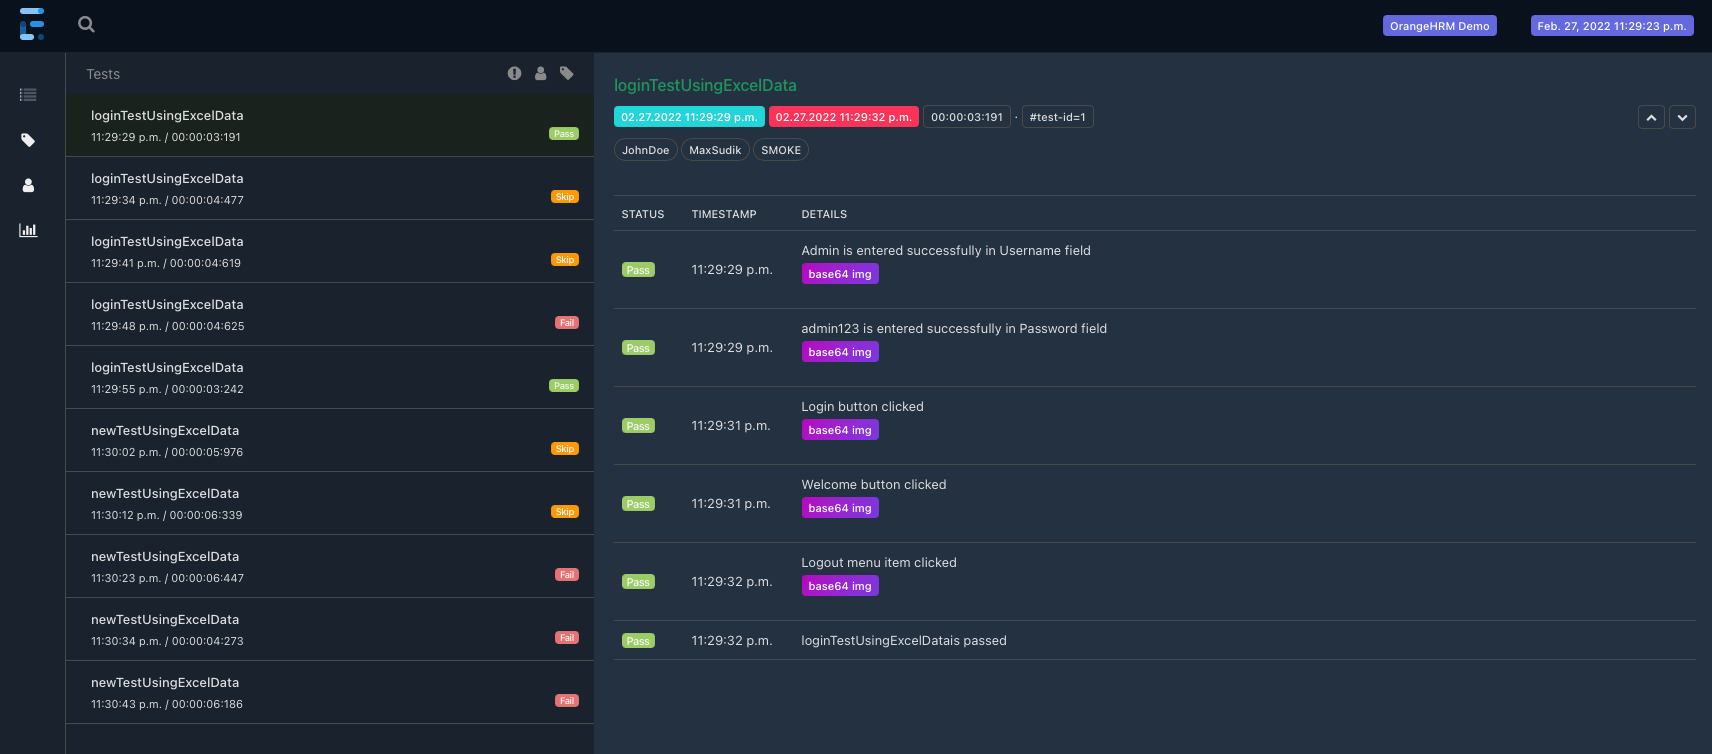 OrangeHRM Demo
Feb. 27, 2022 11:29:23 p.m.
Tests
loginTestUsingExcelData
11:29:29 p.m. / 00:00:03:191
Pass
loginTestUsingExcelData
11:29:34 p.m. / 00:00:04:477
Skip
loginTestUsingExcelData
11:29:41 p.m. / 00:00:04:619
Skip
loginTestUsingExcelData
11:29:48 p.m. / 00:00:04:625
Fail
loginTestUsingExcelData
11:29:55 p.m. / 00:00:03:242
Pass
newTestUsingExcelData
11:30:02 p.m. / 00:00:05:976
Skip
newTestUsingExcelData
11:30:12 p.m. / 00:00:06:339
Skip
newTestUsingExcelData
11:30:23 p.m. / 00:00:06:447
Fail
newTestUsingExcelData
11:30:34 p.m. / 00:00:04:273
Fail
newTestUsingExcelData
11:30:43 p.m. / 00:00:06:186
Fail
loginTestUsingExcelData
02.27.2022 11:29:29 p.m. 02.27.2022 11:29:32 p.m. 00:00:03:191 · #test-id=1
JohnDoe MaxSudik SMOKE
STATUS TIMESTAMP DETAILS
Admin is entered successfully in Username field
Pass 11:29:29 p.m.
base64 img
admin123 is entered successfully in Password field
Pass 11:29:29 p.m.
base64 img
Login button clicked
Pass 11:29:31 p.m.
base64 img
Welcome button clicked
Pass 11:29:31 p.m.
base64 img
Logout menu item clicked
Pass 11:29:32 p.m.
base64 img
Pass 11:29:32 p.m. loginTestUsingExcelDatais passed